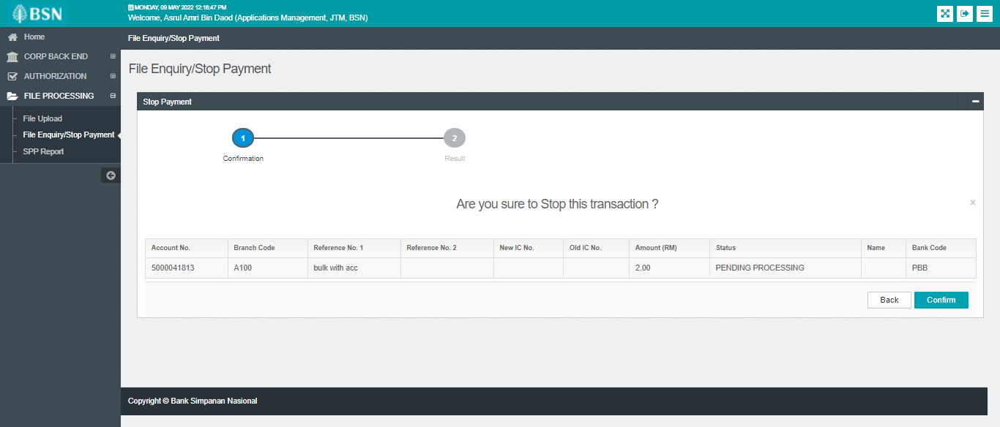 BSN
MONDAY, 09 MAY 2022 12:18:47 PM
Welcome, Asrul Amri Bin Daod (Applications Management, JTM, BSN)
Home
File Enquiry/Stop Payment
CORP BACK END
AUTHORIZATION
FILE PROCESSING
File Upload
File Enquiry/Stop Payment
SPP Report
File Enquiry/Stop Payment
Stop Payment
1 2
Confirmation Result
Are you sure to Stop this transaction ?
×
Account No. Branch Code Reference No. 1 Reference No. 2 New IC No. Old IC No. Amount (RM) Status Name Bank Code
5000041813 A100 bulk with acc 2.00 PENDING PROCESSING PBB
Back Confirm
Copyright © Bank Simpanan Nasional